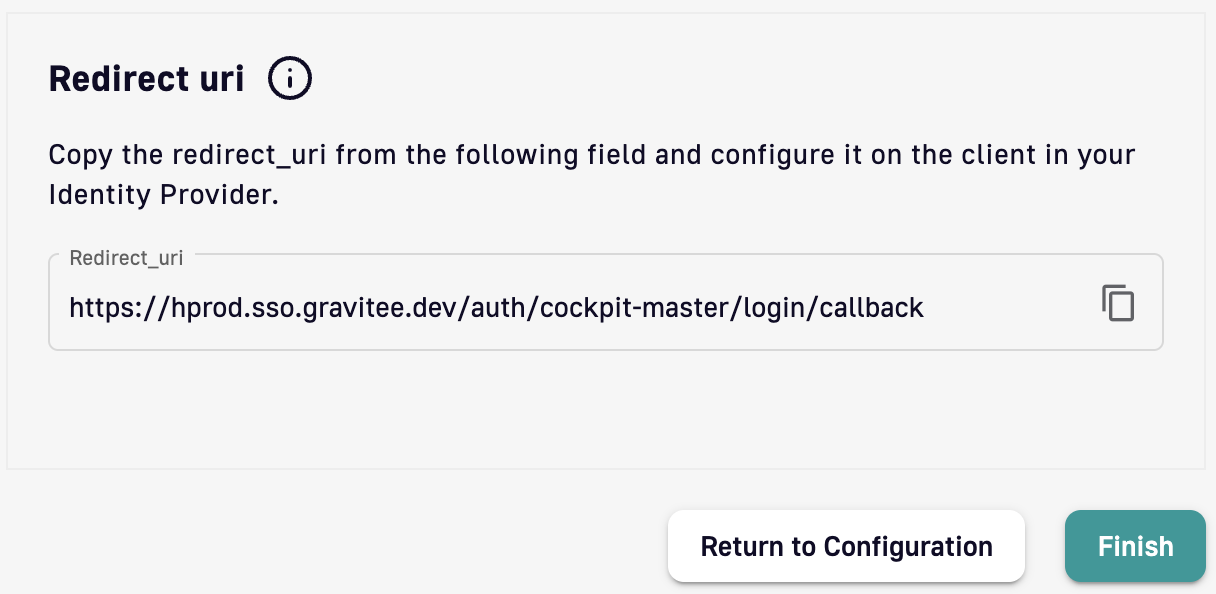 Redirect uri
Copy the redirect_uri from the following field and configure it on the client in your
Identity Provider.
Redirect_uri
https://hprod.sso.gravitee.dev/auth/cockpit-master/login/callback
Return to Configuration
Finish